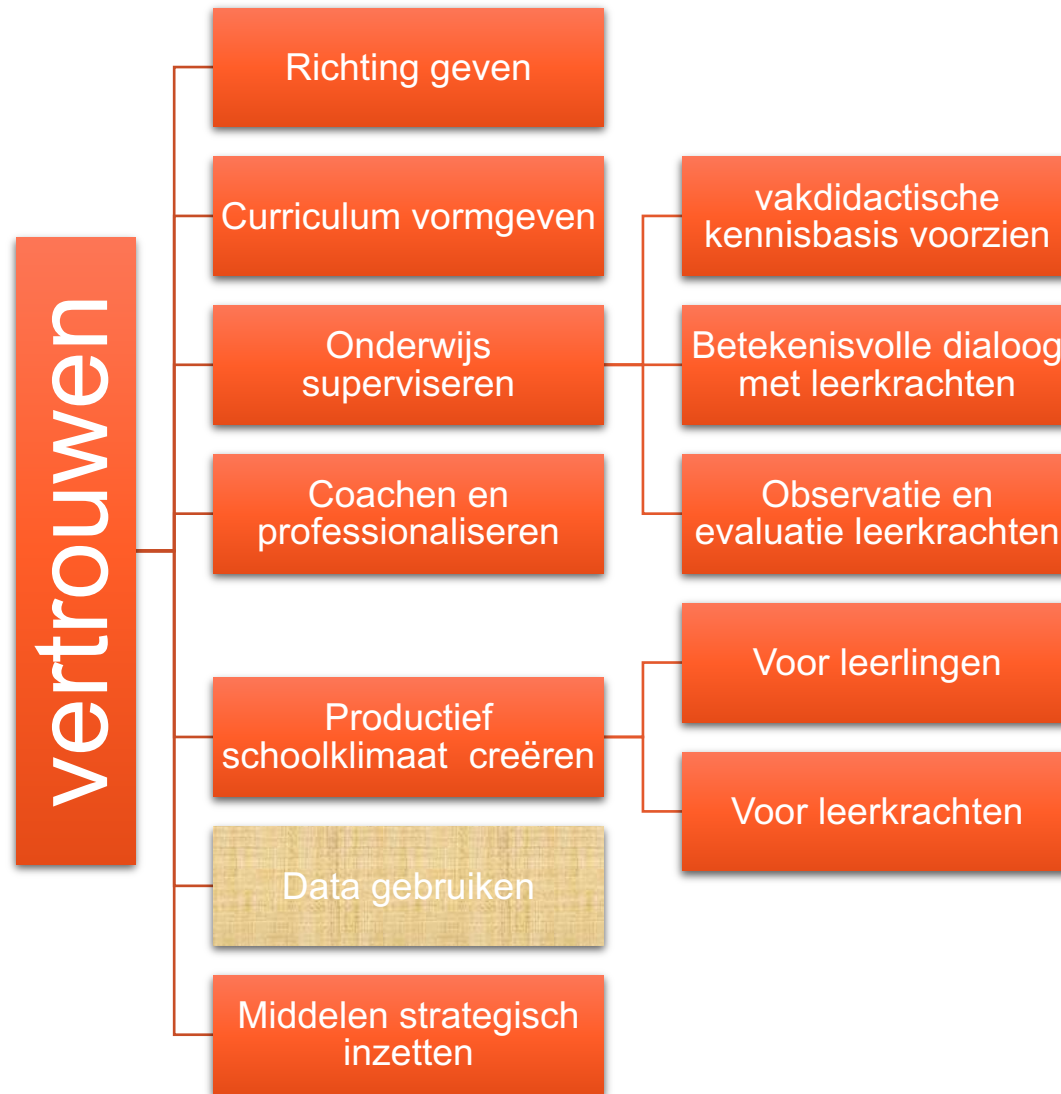 vertrouwen
Richting geven
Curriculum vormgeven
Onderwijs
superviseren
vakdidactische
kennisbasis voorzien
Betekenisvolle dialoog
met leerkrachten
Observatie en
evaluatie leerkrachten
Coachen en
professionaliseren
Productief
schoolklimaat creëren
Voor leerlingen
Voor leerkrachten
Data gebruiken
Middelen strategisch
inzetten